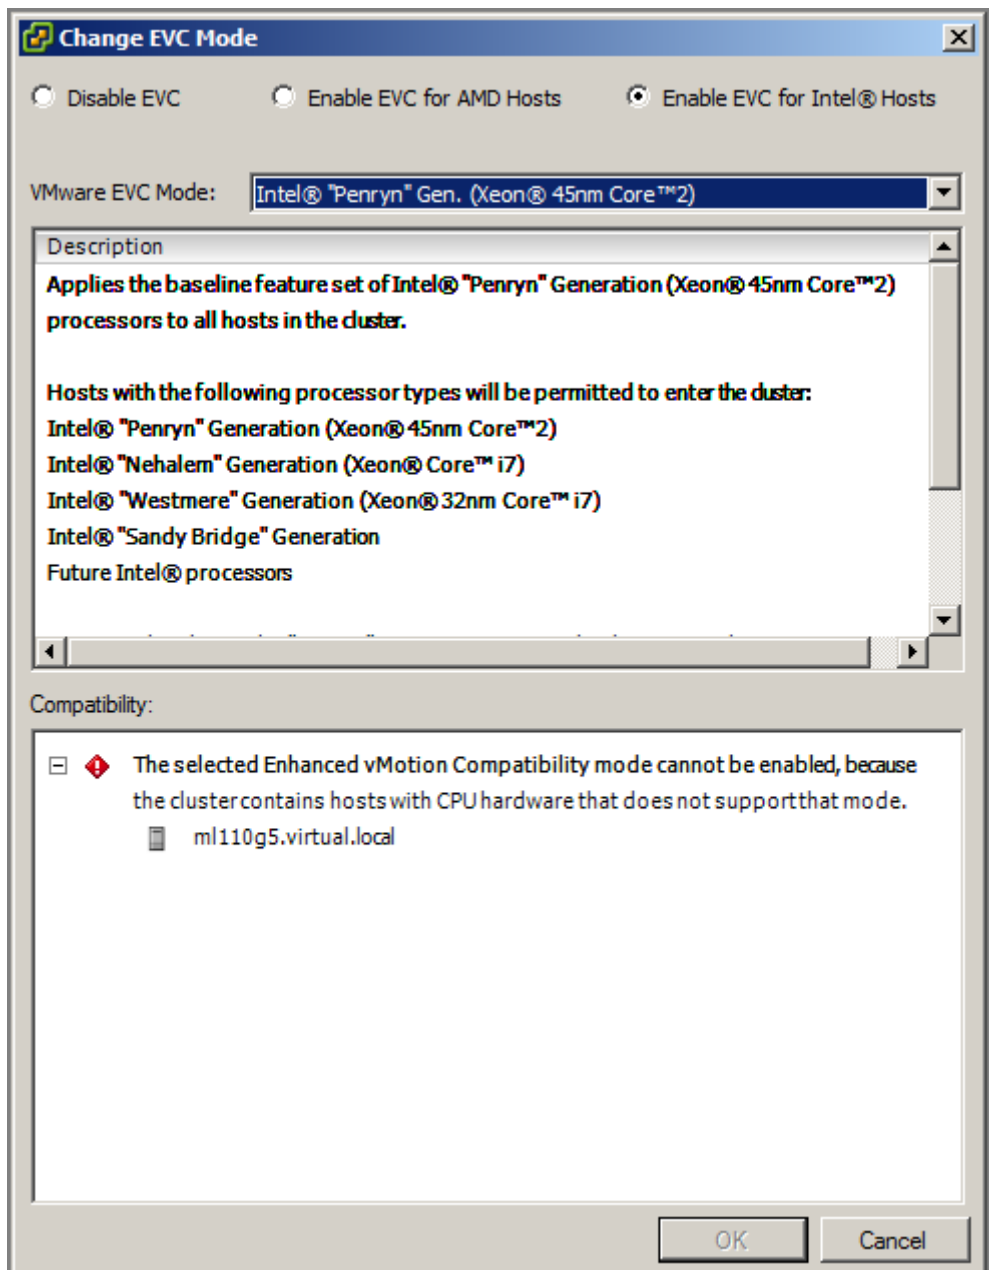 Change EVC Mode
Disable EVC
Enable EVC for AMD Hosts
Enable EVC for Intel® Hosts
VMware EVC Mode:
Intel® "Penryn" Gen. (Xeon® 45nm Core™2)
Description
Applies the baseline feature set of Intel® "Penryn" Generation (Xeon® 45nm Core™2)
processors to all hosts in the cluster.
Hosts with the following processor types will be permitted to enter the cluster:
Intel® "Penryn" Generation (Xeon® 45nm Core™2)
Intel® "Nehalem" Generation (Xeon® Core™ i7)
Intel® "Westmere" Generation (Xeon® 32nm Core™ i7)
Intel® "Sandy Bridge" Generation
Future Intel® processors
Compatibility:
The selected Enhanced vMotion Compatibility mode cannot be enabled, because
the cluster contains hosts with CPU hardware that does not support that mode.
ml110g5.virtual.local
OK
Cancel